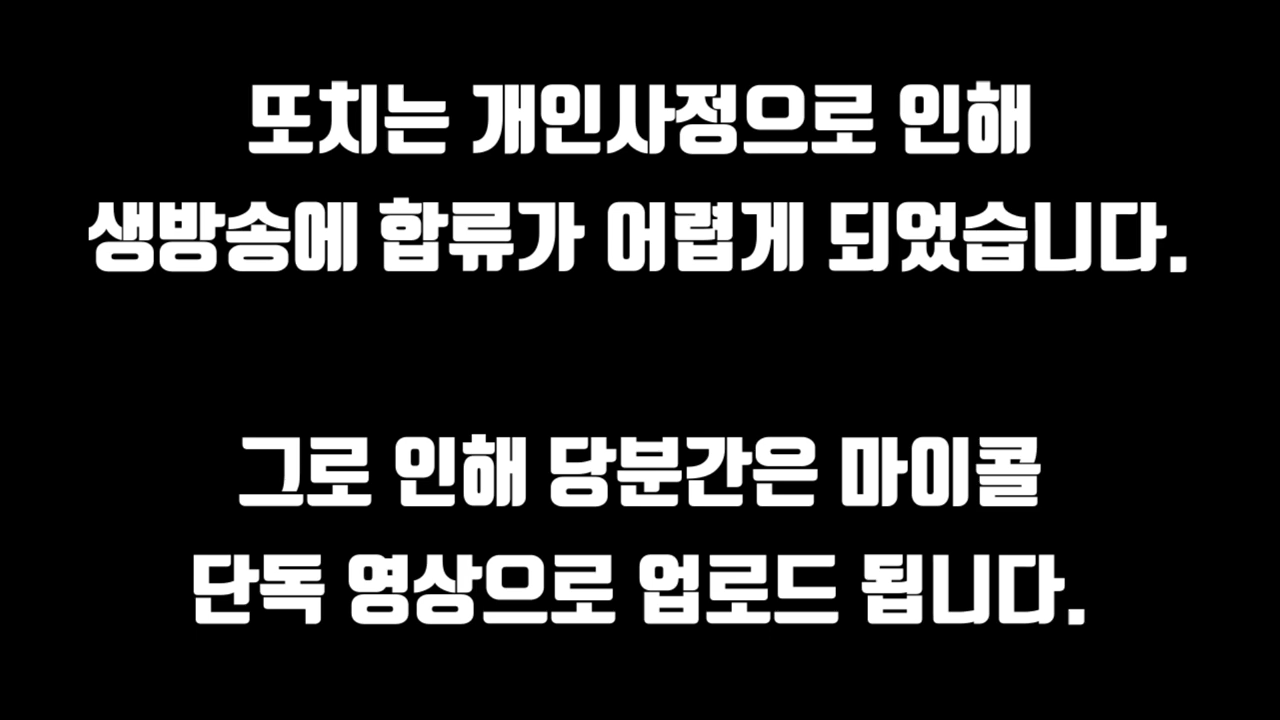 또치는 개인사정으로 인해
생방송에 합류가 어렵게 되었습니다.
그로 인해 당분간은 마이콜
단독 영상으로 업로드 됩니다.